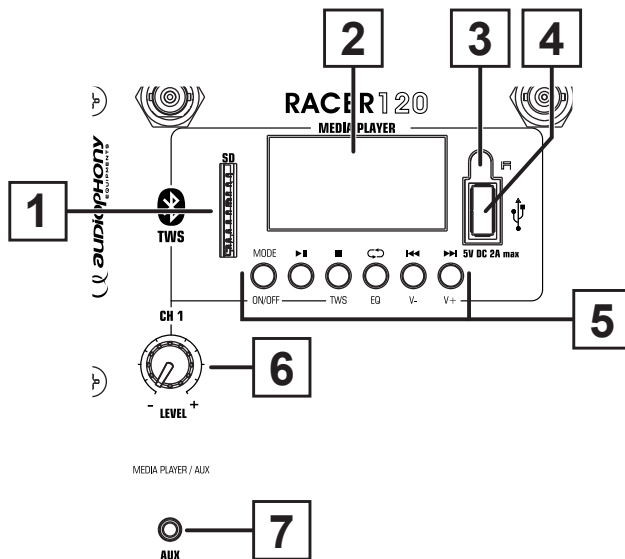 2
3
4
RACER120
MEDIA PLAYER
SD
1
TWS
5V DC 2A max
MODE
ON/OFF
TWS
EQ
V-
V+
5
CH 1
6
- LEVEL +
MEDIA PLAYER / AUX
7
AUX
audiophony
EQUIPMENTS